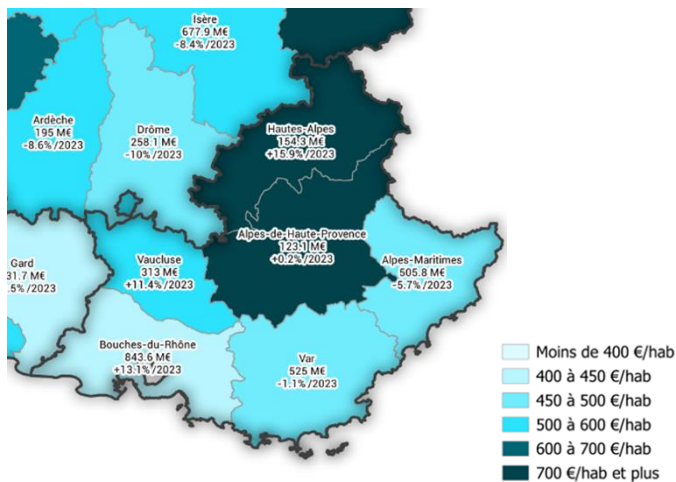 Isère
677.9 M€
-8.4% /2023
Ardèche
195 M€
-8.6% /2023
Drôme
258.1 M€
-10% /2023
Hautes-Alpes
154.3 M€
+15.9% /2023
Alpes-de-Haute-Provence
123.1 M€
+0.2% /2023
Gard
31.7 M€
.5% /2023
Vaucluse
313 M€
+11.4% /2023
Alpes-Maritimes
505.8 M€
-5.7% /2023
Bouches-du-Rhône
843.6 M€
+13.1% /2023
Var
525 M€
-1.1% /2023
Moins de 400 €/hab
400 à 450 €/hab
450 à 500 €/hab
500 à 600 €/hab
600 à 700 €/hab
700 €/hab et plus